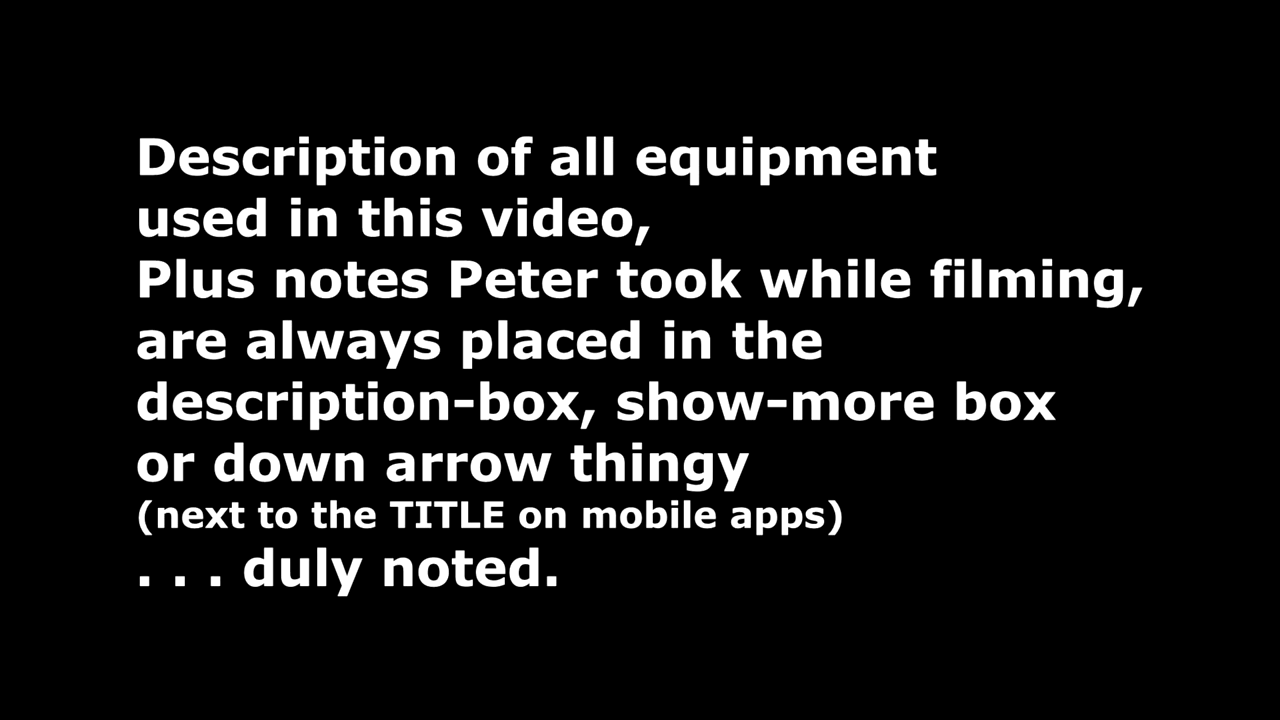 Description of all equipment
used in this video,
Plus notes Peter took while filming,
are always placed in the
description-box, show-more box
or down arrow thingy
(next to the TITLE on mobile apps)
. . . duly noted.